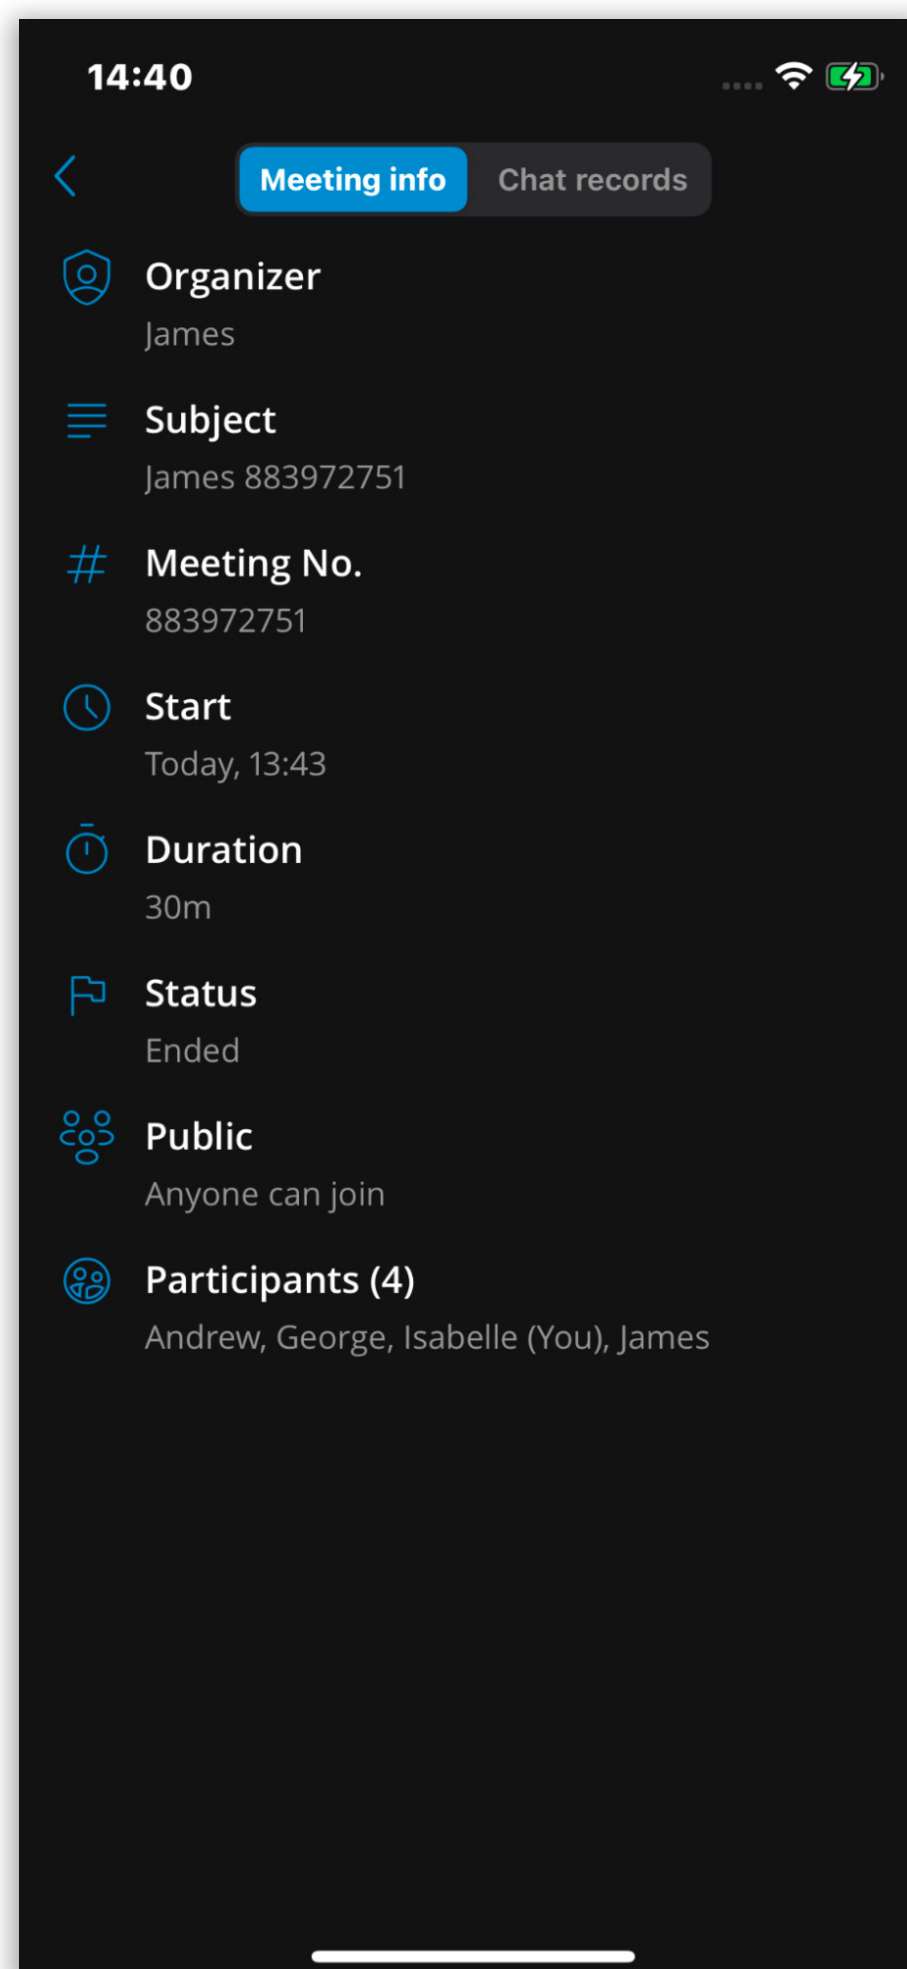 14:40
Meeting info Chat records
Organizer
James
Subject
James 883972751
Meeting No.
883972751
Start
Today, 13:43
Duration
30m
Status
Ended
Public
Anyone can join
Participants (4)
Andrew, George, Isabelle (You), James